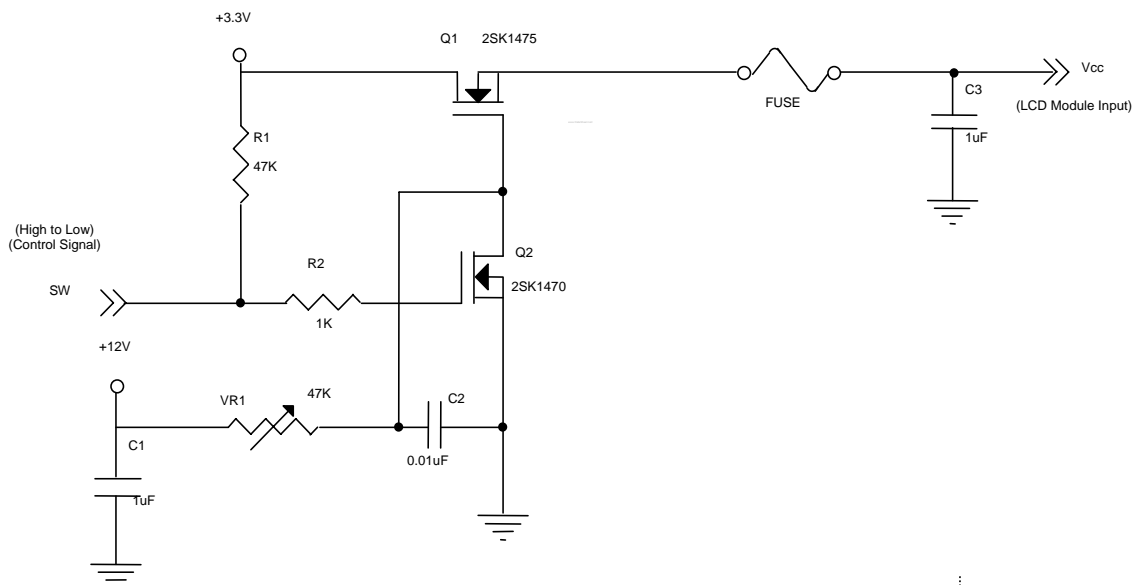 +3.3V
Q1 2SK1475
Vcc
C3
FUSE
(LCD Module Input)
R1
1uF
47K
(High to Low)
(Control Signal)
Q2
R2
SW
2SK1470
1K
+12V
47K
VR1
C2
C1
0.01uF
1uF